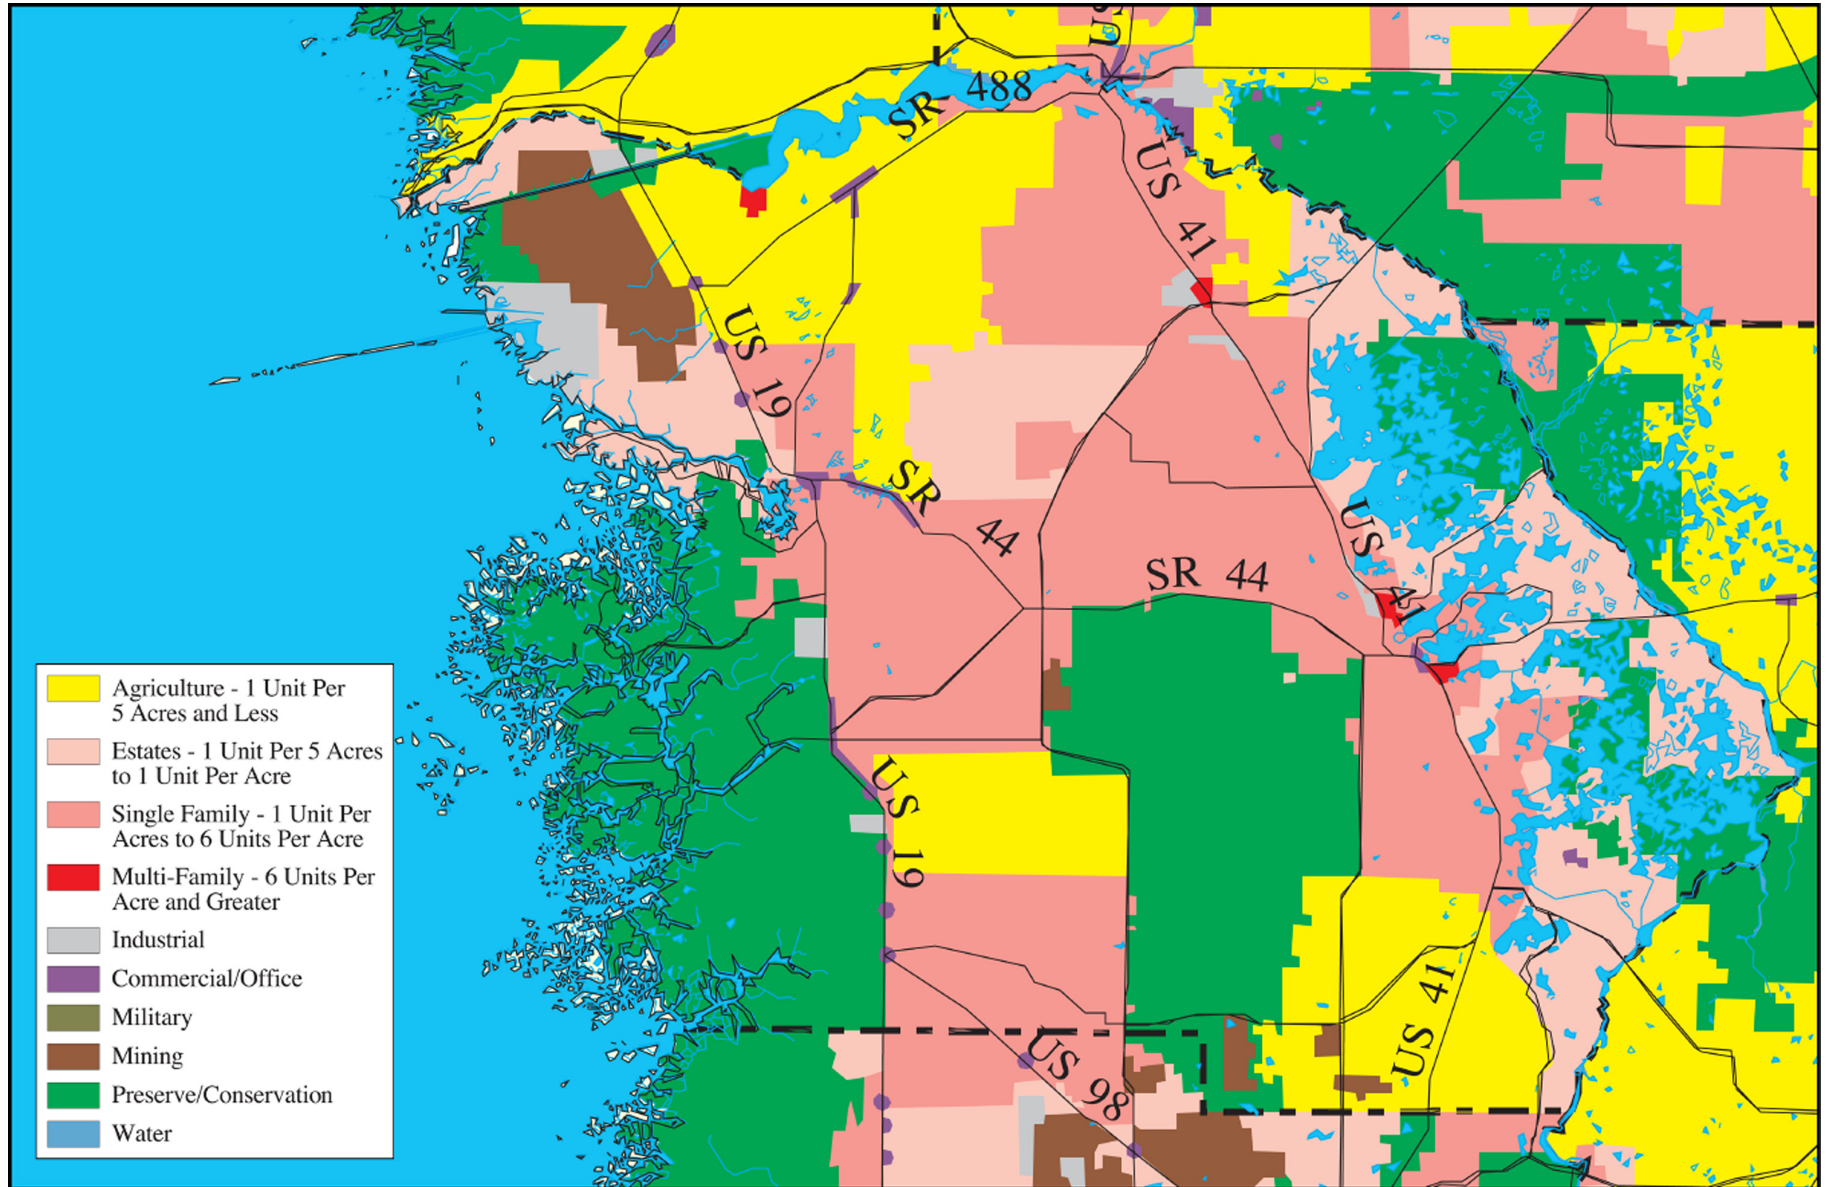 US
SR 488
US 41
US 19
SR 44
US 41
SR 44
US 19
US 41
US 98
Agriculture - 1 Unit Per
5 Acres and Less
Estates - 1 Unit Per 5 Acres
to 1 Unit Per Acre
Single Family - 1 Unit Per
Acres to 6 Units Per Acre
Multi-Family - 6 Units Per
Acre and Greater
Industrial
Commercial/Office
Military
Mining
Preserve/Conservation
Water